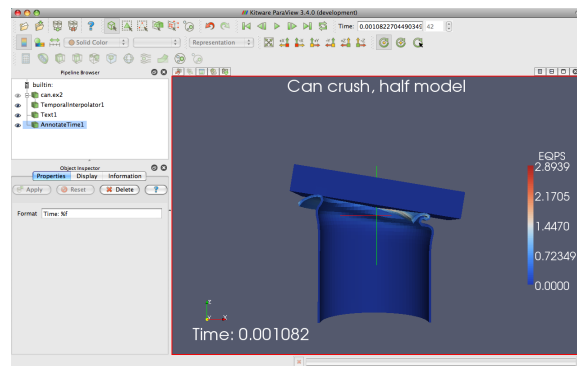 Kitware ParaView 3.4.0 (development)
Time: 0.0010822704490349 42
Solid Color
Representation
Pipeline Browser
builtin:
can.ex2
TemporalInterpolator1
Text1
AnnotateTime1
Object Inspector
Properties Display Information
Apply Reset Delete ?
Format Time: %f
Can crush, half model
EQPS
2.8939
2.1705
1.4470
0.72349
0.0000
Time: 0.001082